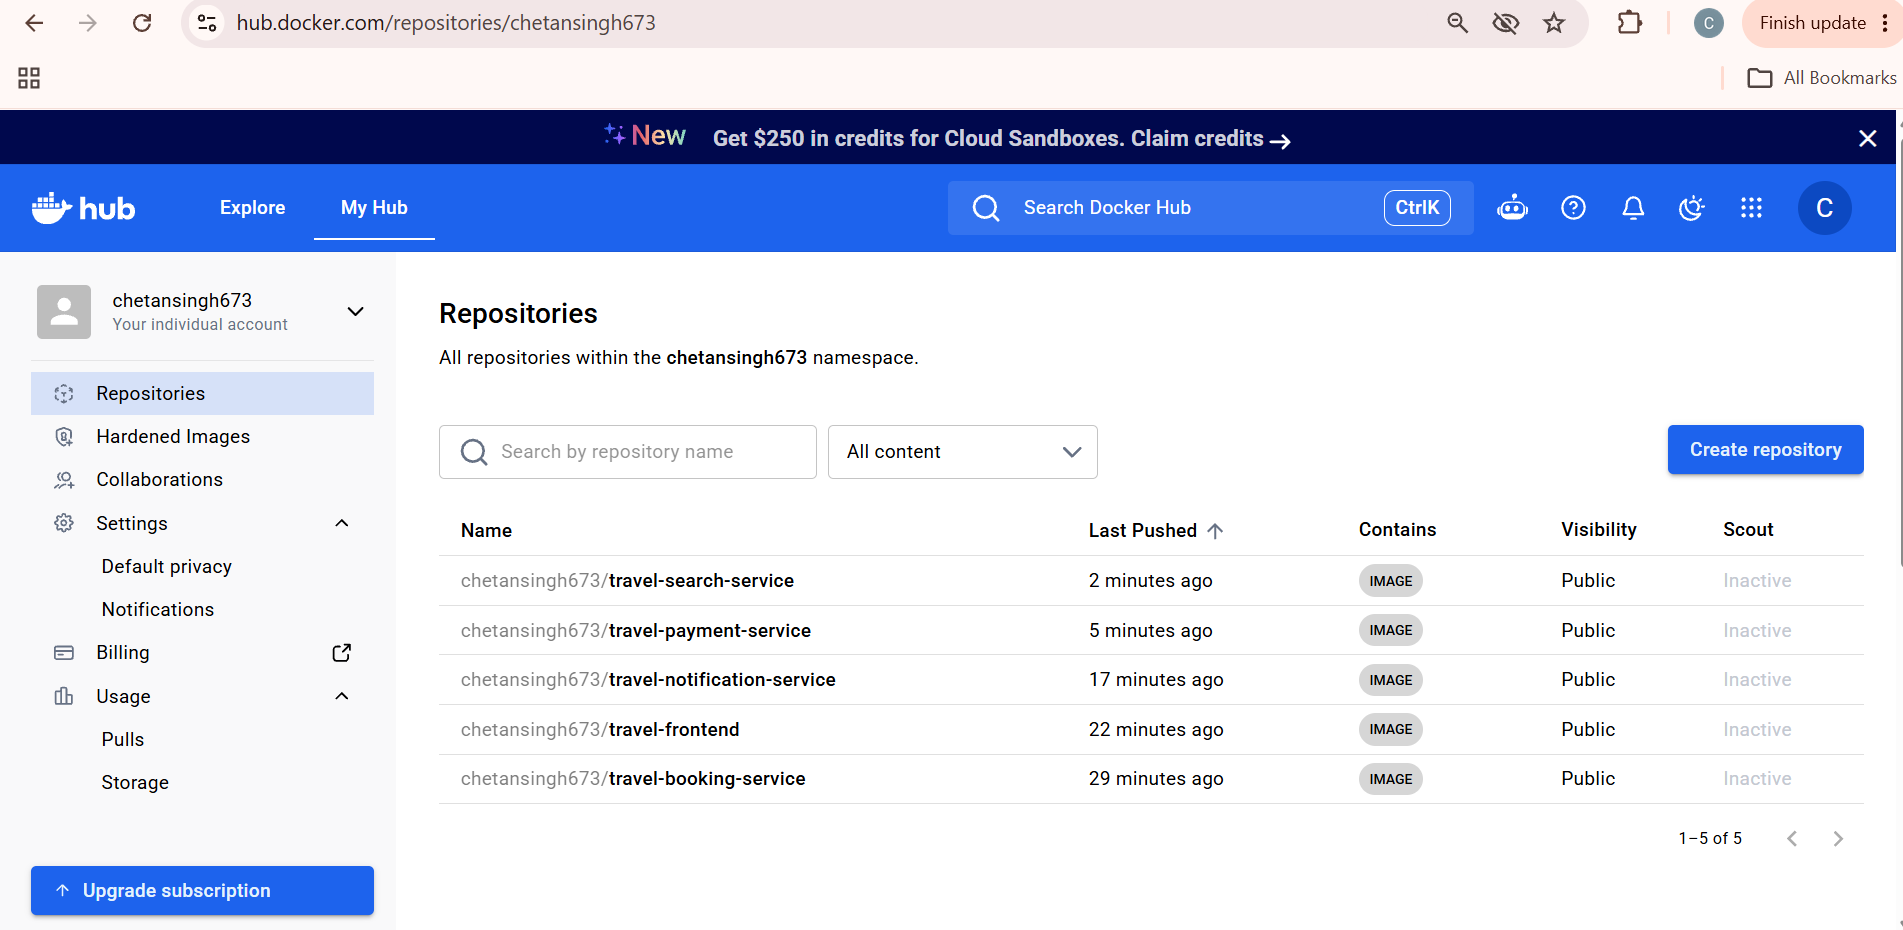 hub.docker.com/repositories/chetansingh673
C
Finish update
All Bookmarks
New Get $250 in credits for Cloud Sandboxes. Claim credits →
hub
Explore
My Hub
Search Docker Hub
CtrlK
C
chetansingh673
Your individual account
Repositories
Hardened Images
Collaborations
Settings
Default privacy
Notifications
Billing
Usage
Pulls
Storage
Upgrade subscription
Repositories
All repositories within the chetansingh673 namespace.
Search by repository name
All content
Create repository
Name Last Pushed Contains Visibility Scout
chetansingh673/travel-search-service 2 minutes ago IMAGE Public Inactive
chetansingh673/travel-payment-service 5 minutes ago IMAGE Public Inactive
chetansingh673/travel-notification-service 17 minutes ago IMAGE Public Inactive
chetansingh673/travel-frontend 22 minutes ago IMAGE Public Inactive
chetansingh673/travel-booking-service 29 minutes ago IMAGE Public Inactive
1–5 of 5